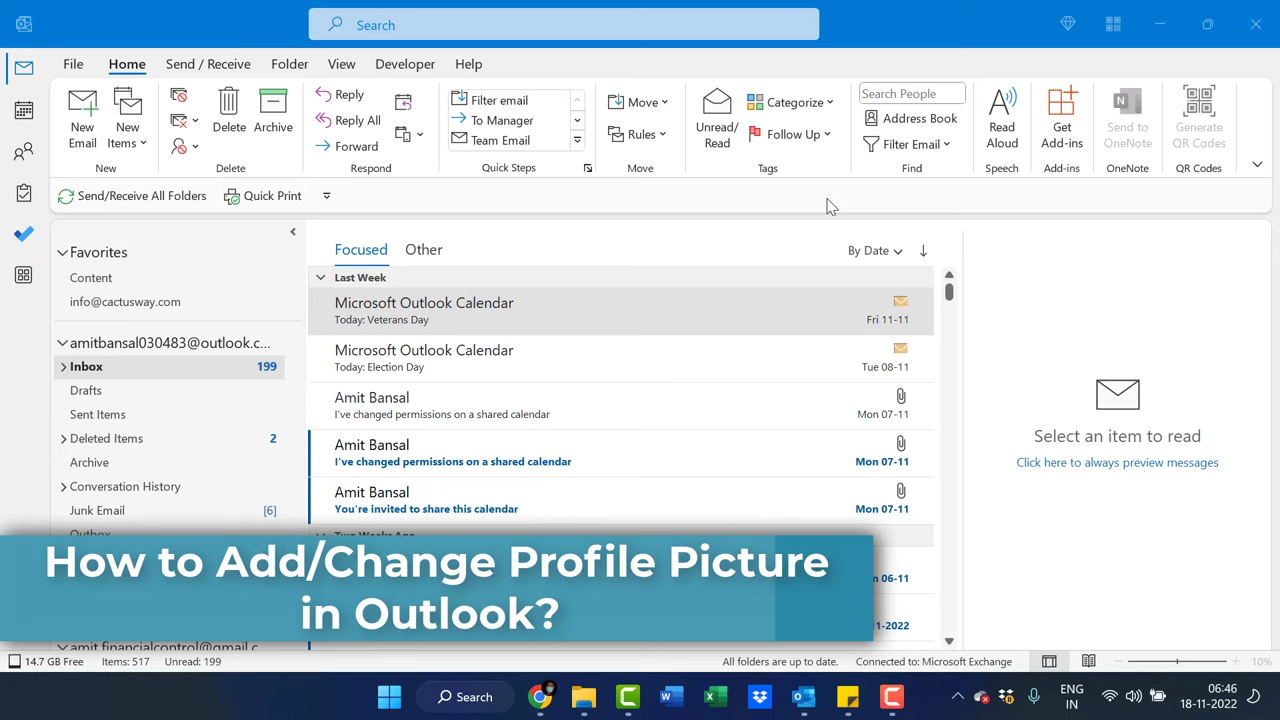 Search
File Home Send / Receive Folder View Developer Help
New Email
New Items
Delete
Archive
Reply
Reply All
Forward
Filter email
To Manager
Team Email
Move
Rules
Unread/ Read
Categorize
Follow Up
Search People
Address Book
Filter Email
Read Aloud
Get Add-ins
Send to OneNote
Generate QR Codes
New Delete Respond Quick Steps Move Tags Find Speech Add-ins OneNote QR Codes
Send/Receive All Folders Quick Print
Favorites
Content
info@cactusway.com
amitbansal030483@outlook.c...
Inbox 199
Drafts
Sent Items
Deleted Items 2
Archive
Conversation History
Junk Email [6]
Outbox
Focused Other By Date
Last Week
Microsoft Outlook Calendar
Today: Veterans Day Fri 11-11
Microsoft Outlook Calendar
Today: Election Day Tue 08-11
Amit Bansal
I've changed permissions on a shared calendar Mon 07-11
Amit Bansal
I've changed permissions on a shared calendar Mon 07-11
Amit Bansal
You're invited to share this calendar Mon 07-11
Two Weeks Ago
Select an item to read
Click here to always preview messages
How to Add/Change Profile Picture
in Outlook?
amit.financialcontrol@gmail.c...
14.7 GB Free Items: 517 Unread: 199 All folders are up to date. Connected to: Microsoft Exchange 10%
Search
ENG
IN
06:46
18-11-2022